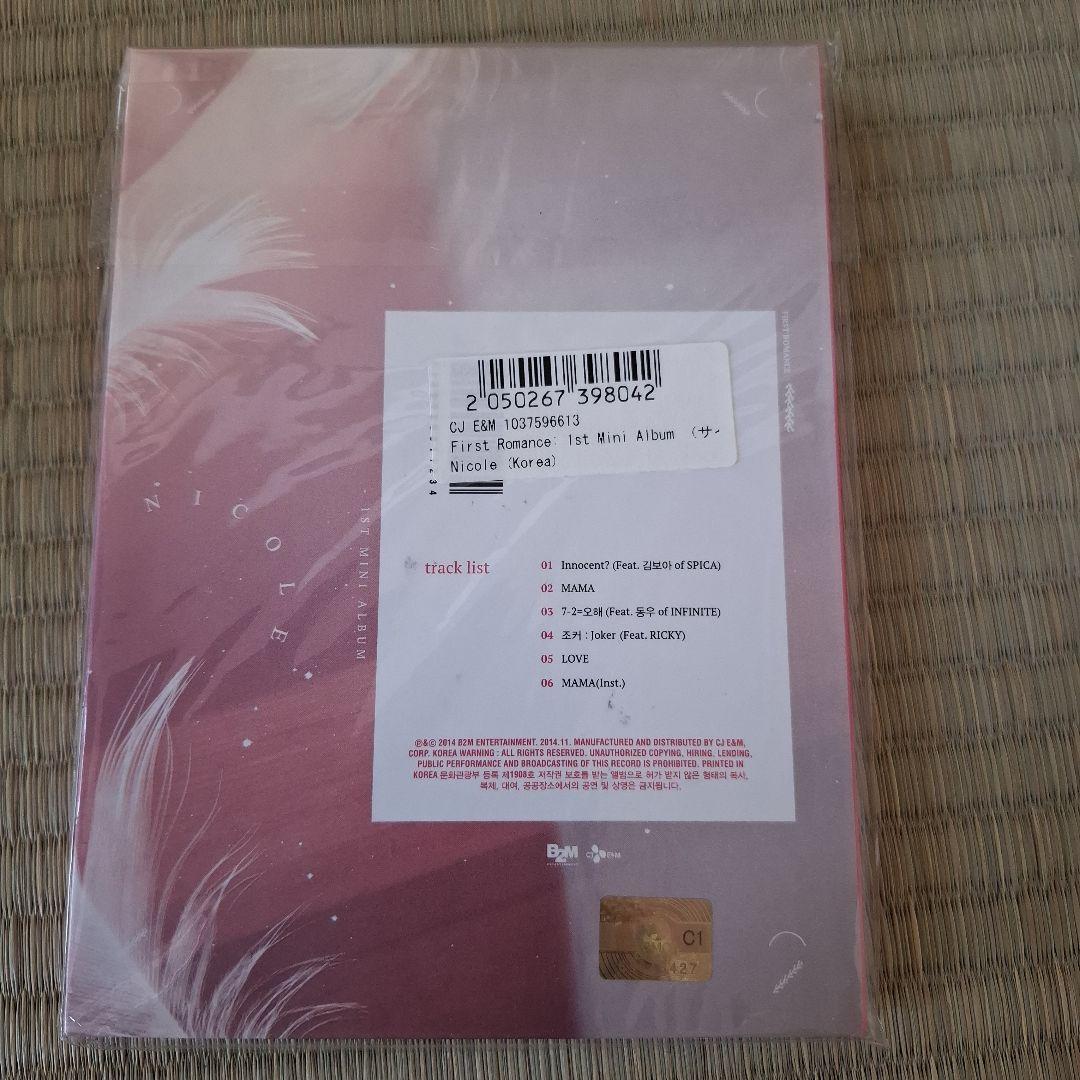 FIRST ROMANCE
2 050267 398042
CJ E&M 1037596613
First Romance: 1st Mini Album (サ
Nicole (Korea)
NICOLE
1ST MINI ALBUM
track list
01 Innocent? (Feat. 김보아 of SPICA)
02 MAMA
03 7-2=오해 (Feat. 동우 of INFINITE)
04 조커 : Joker (Feat. RICKY)
05 LOVE
06 MAMA(Inst.)
℗&© 2014 B2M ENTERTAINMENT. 2014.11. MANUFACTURED AND DISTRIBUTED BY CJ E&M,
CORP. KOREA WARNING : ALL RIGHTS RESERVED. UNAUTHORIZED COPYING, HIRING, LENDING,
PUBLIC PERFORMANCE AND BROADCASTING OF THIS RECORD IS PROHIBITED. PRINTED IN
KOREA 문화관광부 등록 제1908호 저작권 보호를 받는 앨범으로 허가 받지 않은 형태의 복사,
복제, 대여, 공공장소에서의 공연 및 상영은 금지됩니다.
B2M
ENTERTAINMENT
CJ E&M
C1
427